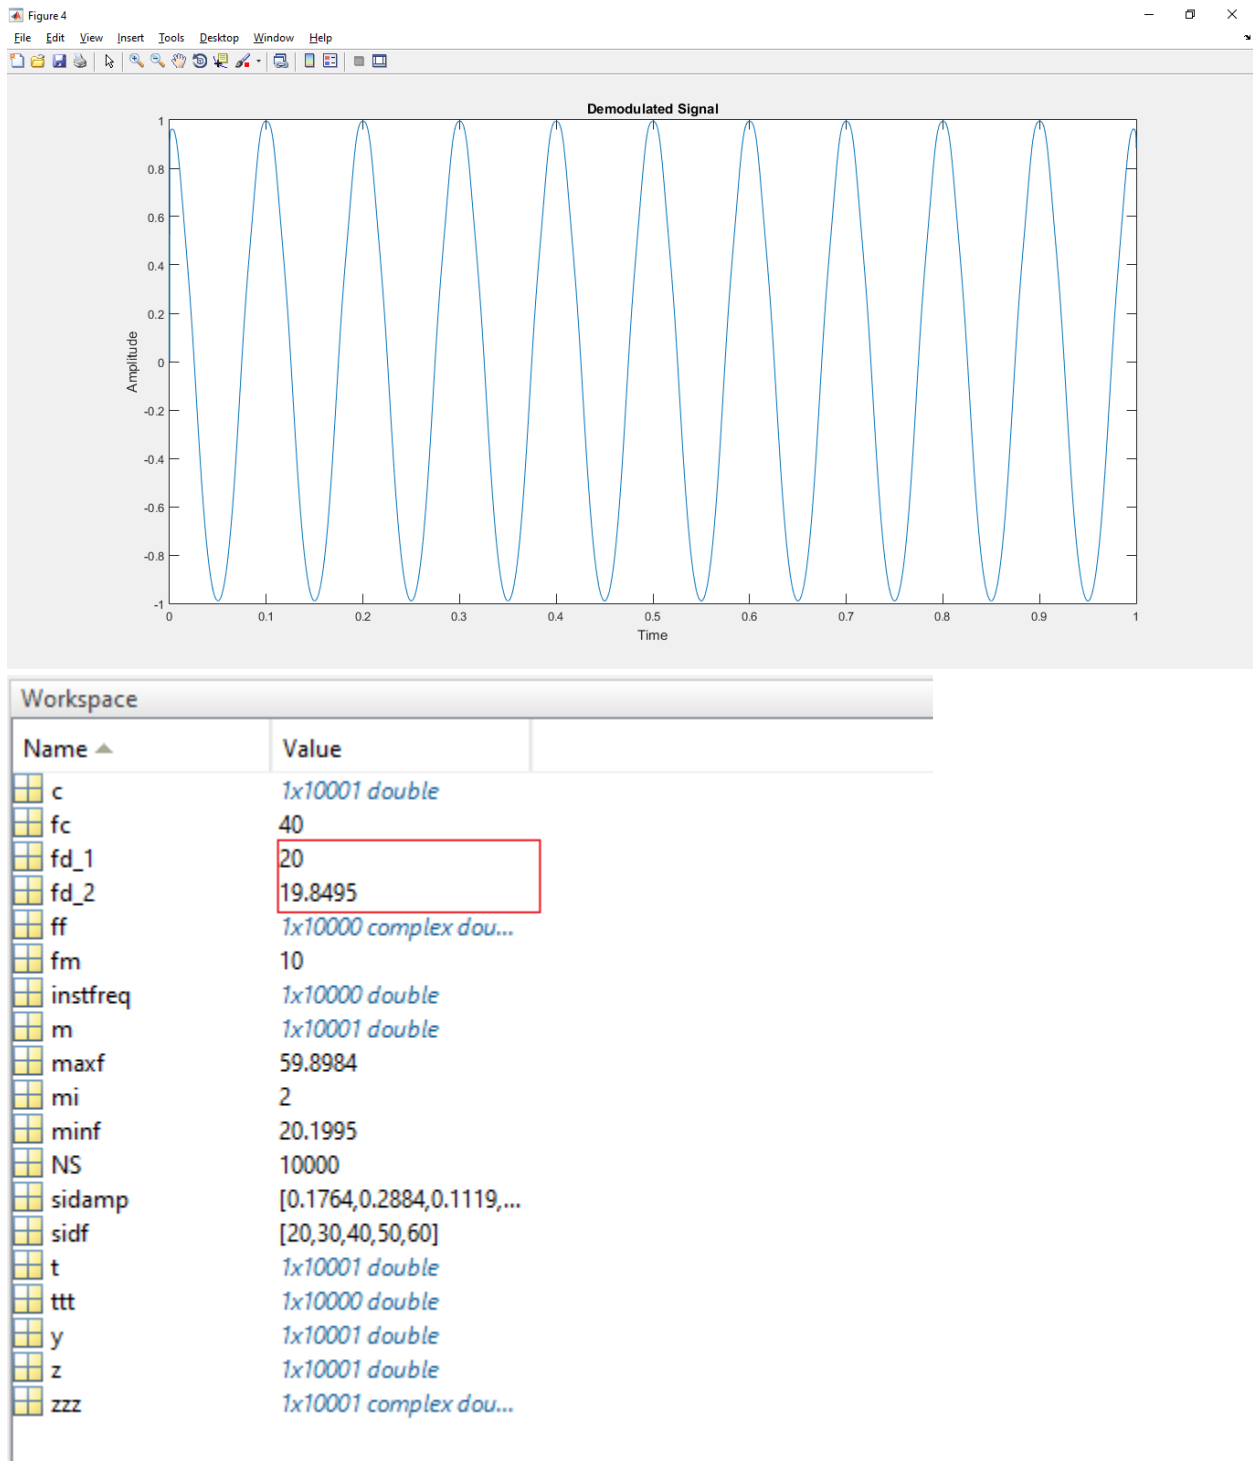 Figure 4
File Edit View Insert Tools Desktop Window Help
Demodulated Signal
1
0.8
0.6
0.4
0.2
0
-0.2
-0.4
-0.6
-0.8
-1
Amplitude
0 0.1 0.2 0.3 0.4 0.5 0.6 0.7 0.8 0.9 1
Time
Workspace
Name Value
c 1x10001 double
fc 40
fd_1 20
fd_2 19.8495
ff 1x10000 complex dou...
fm 10
instfreq 1x10000 double
m 1x10001 double
maxf 59.8984
mi 2
minf 20.1995
NS 10000
sidamp [0.1764,0.2884,0.1119,...
sidf [20,30,40,50,60]
t 1x10001 double
ttt 1x10000 double
y 1x10001 double
z 1x10001 double
zzz 1x10001 complex dou...